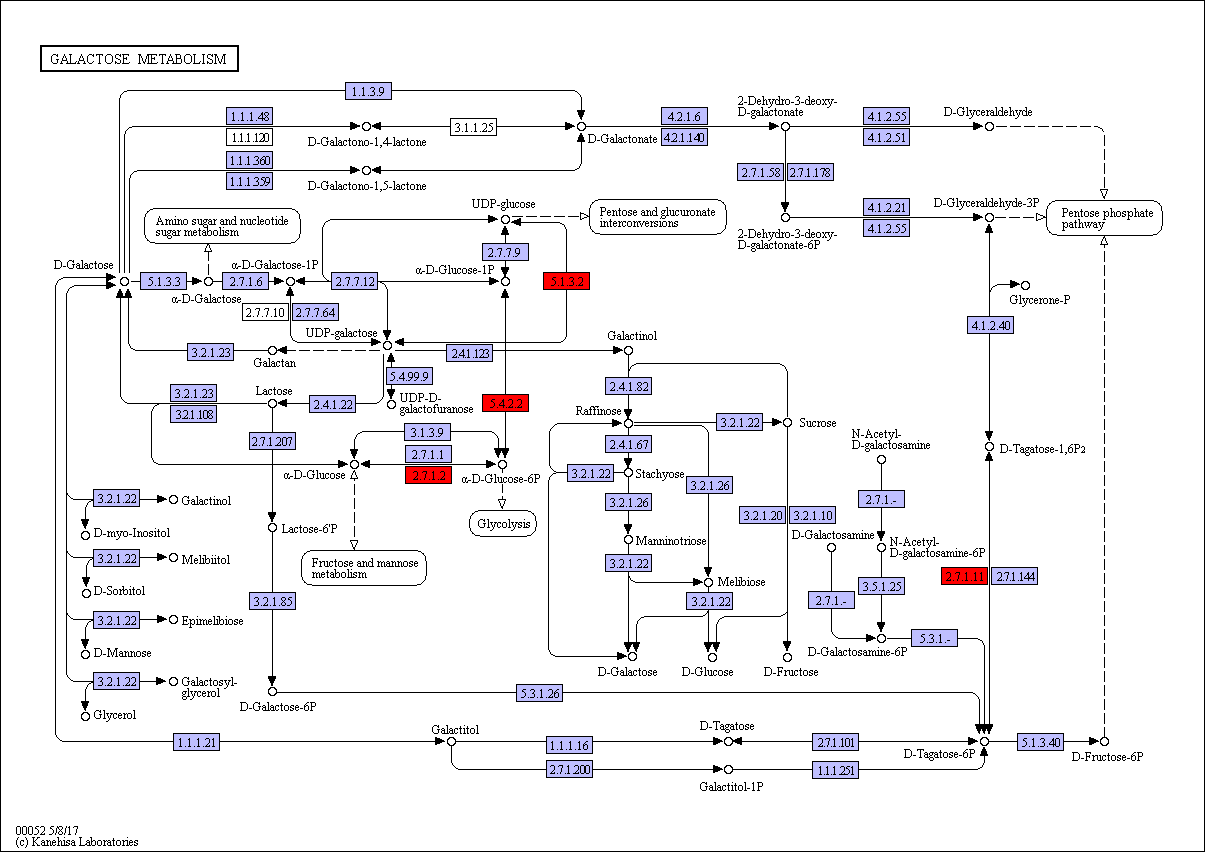 GALACTOSE METABOLISM
1.1.3.9
1.1.1.48
1.1.1.120
D-Galactono-1,4-lactone
3.1.1.25
D-Galactonate
4.2.1.6
4.2.1.140
2-Dehydro-3-deoxy-
D-galactonate
4.1.2.55
4.1.2.51
D-Glyceraldehyde
1.1.1.360
1.1.1.359
D-Galactono-1,5-lactone
2.7.1.58
2.7.1.178
Amino sugar and nucleotide
sugar metabolism
UDP-glucose
Pentose and glucuronate
interconversions
2-Dehydro-3-deoxy-
D-galactonate-6P
4.1.2.21
4.1.2.55
D-Glyceraldehyde-3P
Pentose phosphate
pathway
2.7.7.9
D-Galactose
5.1.3.3
α-D-Galactose
2.7.1.6
α-D-Galactose-1P
2.7.7.12
α-D-Glucose-1P
5.1.3.2
Glycerone-P
2.7.7.10
2.7.7.64
UDP-galactose
4.1.2.40
3.2.1.23
Galactan
2.4.1.123
Galactinol
5.4.99.9
UDP-D-
galactofuranose
3.2.1.23
3.2.1.108
Lactose
2.4.1.22
5.4.2.2
2.4.1.82
Raffinose
3.2.1.22
Sucrose
2.7.1.207
3.1.3.9
2.7.1.1
2.7.1.2
α-D-Glucose
α-D-Glucose-6P
2.4.1.67
3.2.1.22
Stachyose
3.2.1.26
3.2.1.26
N-Acetyl-
D-galactosamine
D-Tagatose-1,6P2
3.2.1.22
Galactinol
D-myo-Inositol
Lactose-6'P
Glycolysis
Manninotriose
3.2.1.20
3.2.1.10
2.7.1.-
D-Galactosamine
N-Acetyl-
D-galactosamine-6P
3.2.1.22
Melibiitol
D-Sorbitol
Fructose and mannose
metabolism
3.2.1.22
Melibiose
3.2.1.22
2.7.1.-
3.5.1.25
2.7.1.11
2.7.1.144
3.2.1.85
3.2.1.22
Epimelibiose
D-Mannose
D-Galactose
D-Glucose
D-Fructose
D-Galactosamine-6P
5.3.1.-
3.2.1.22
Galactosyl-
glycerol
Glycerol
D-Galactose-6P
5.3.1.26
1.1.1.21
Galactitol
1.1.1.16
D-Tagatose
2.7.1.101
D-Tagatose-6P
5.1.3.40
D-Fructose-6P
2.7.1.200
Galactitol-1P
1.1.1.251
00052 5/8/17
(c) Kanehisa Laboratories